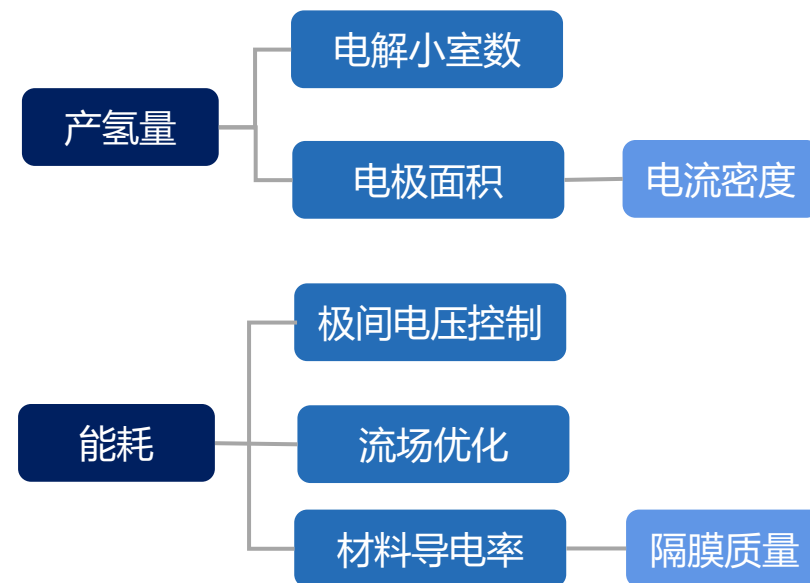 产氢量
电解小室数
电极面积
电流密度
能耗
极间电压控制
流场优化
材料导电率
隔膜质量